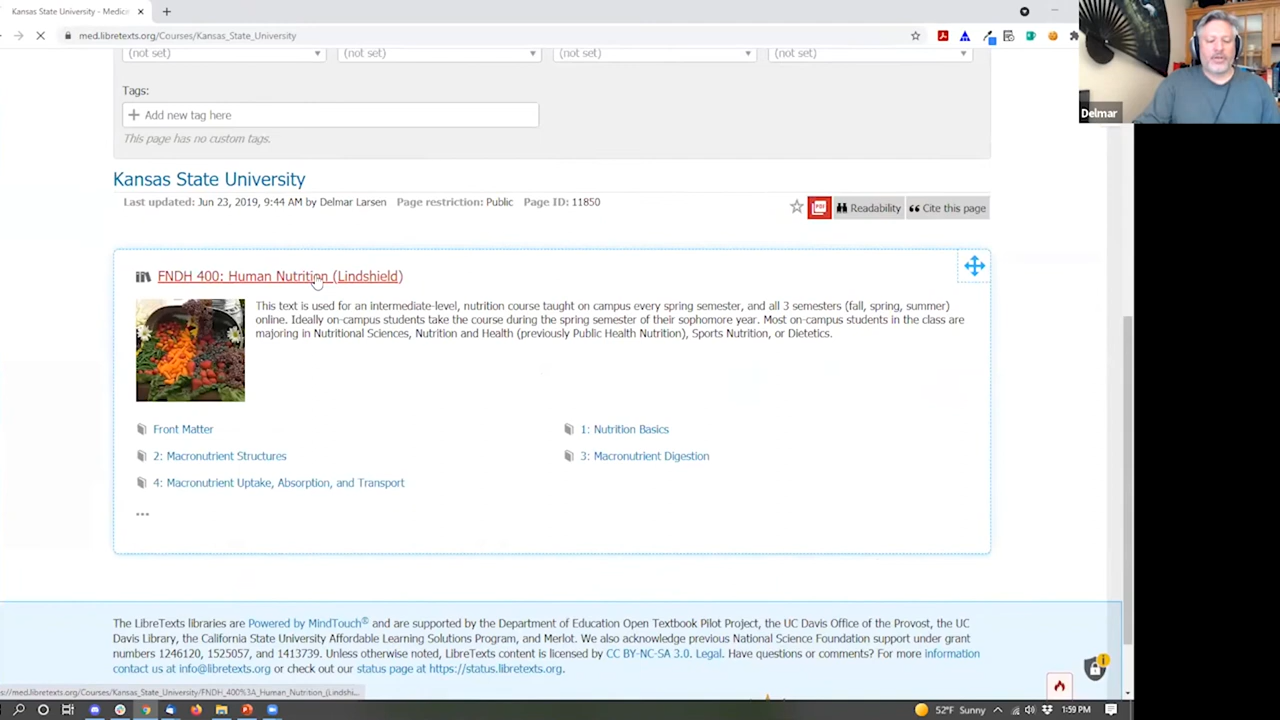 Kansas State University - Medici
med.libretexts.org/Courses/Kansas_State_University
(not set)
(not set)
(not set)
(not set)
Tags:
Add new tag here
This page has no custom tags.
Kansas State University
Last updated: Jun 23, 2019, 9:44 AM by Delmar Larsen Page restriction: Public Page ID: 11850
PDF
Readability
Cite this page
FNDH 400: Human Nutrition (Lindshield)
This text is used for an intermediate-level, nutrition course taught on campus every spring semester, and all 3 semesters (fall, spring, summer)
online. Ideally on-campus students take the course during the spring semester of their sophomore year. Most on-campus students in the class are
majoring in Nutritional Sciences, Nutrition and Health (previously Public Health Nutrition), Sports Nutrition, or Dietetics.
Front Matter
1: Nutrition Basics
2: Macronutrient Structures
3: Macronutrient Digestion
4: Macronutrient Uptake, Absorption, and Transport
...
The LibreTexts libraries are Powered by MindTouch® and are supported by the Department of Education Open Textbook Pilot Project, the UC Davis Office of the Provost, the UC
Davis Library, the California State University Affordable Learning Solutions Program, and Merlot. We also acknowledge previous National Science Foundation support under grant
numbers 1246120, 1525057, and 1413739. Unless otherwise noted, LibreTexts content is licensed by CC BY-NC-SA 3.0. Legal. Have questions or comments? For more information
contact us at info@libretexts.org or check out our status page at https://status.libretexts.org.
s://med.libretexts.org/Courses/Kansas_State_University/FNDH_400%3A_Human_Nutrition_(Lindshi...
52°F Sunny
1:59 PM
Delmar